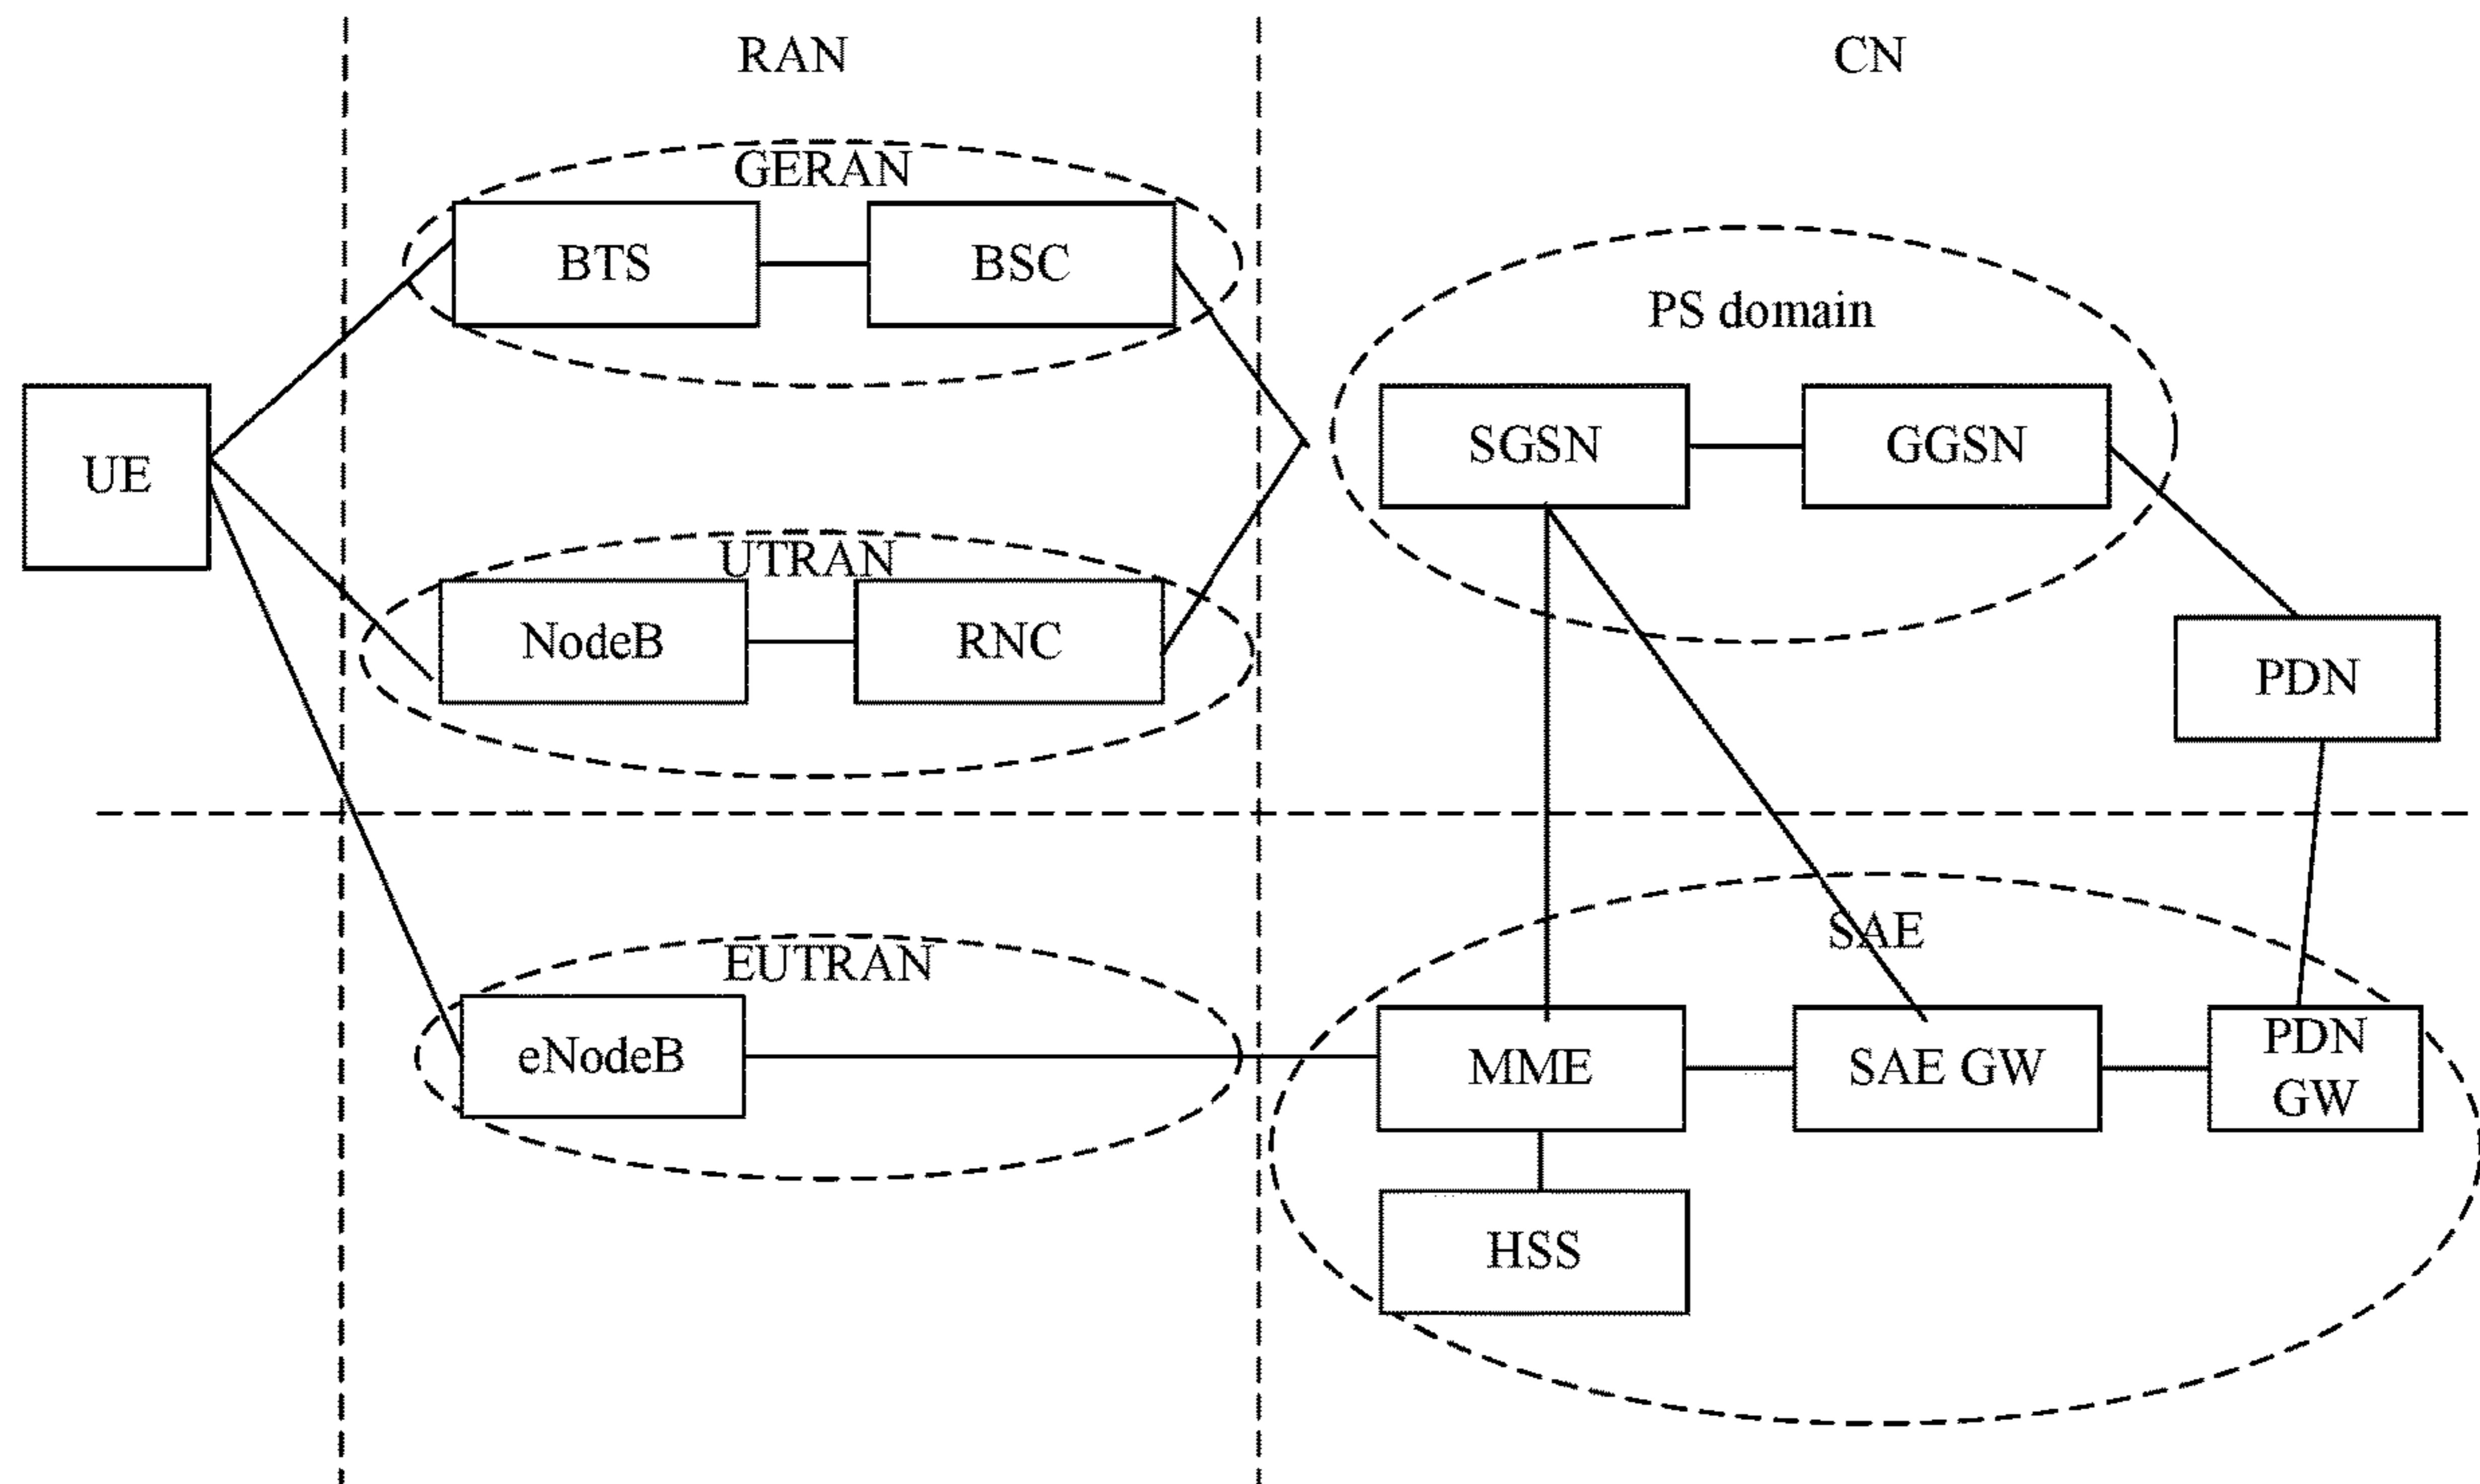 RAN
CN
GERAN
BTS
BSC
PS domain
UE
SGSN
GGSN
UTRAN
NodeB
RNC
PDN
SAE
EUTRAN
eNodeB
MME
SAE GW
PDN
GW
HSS